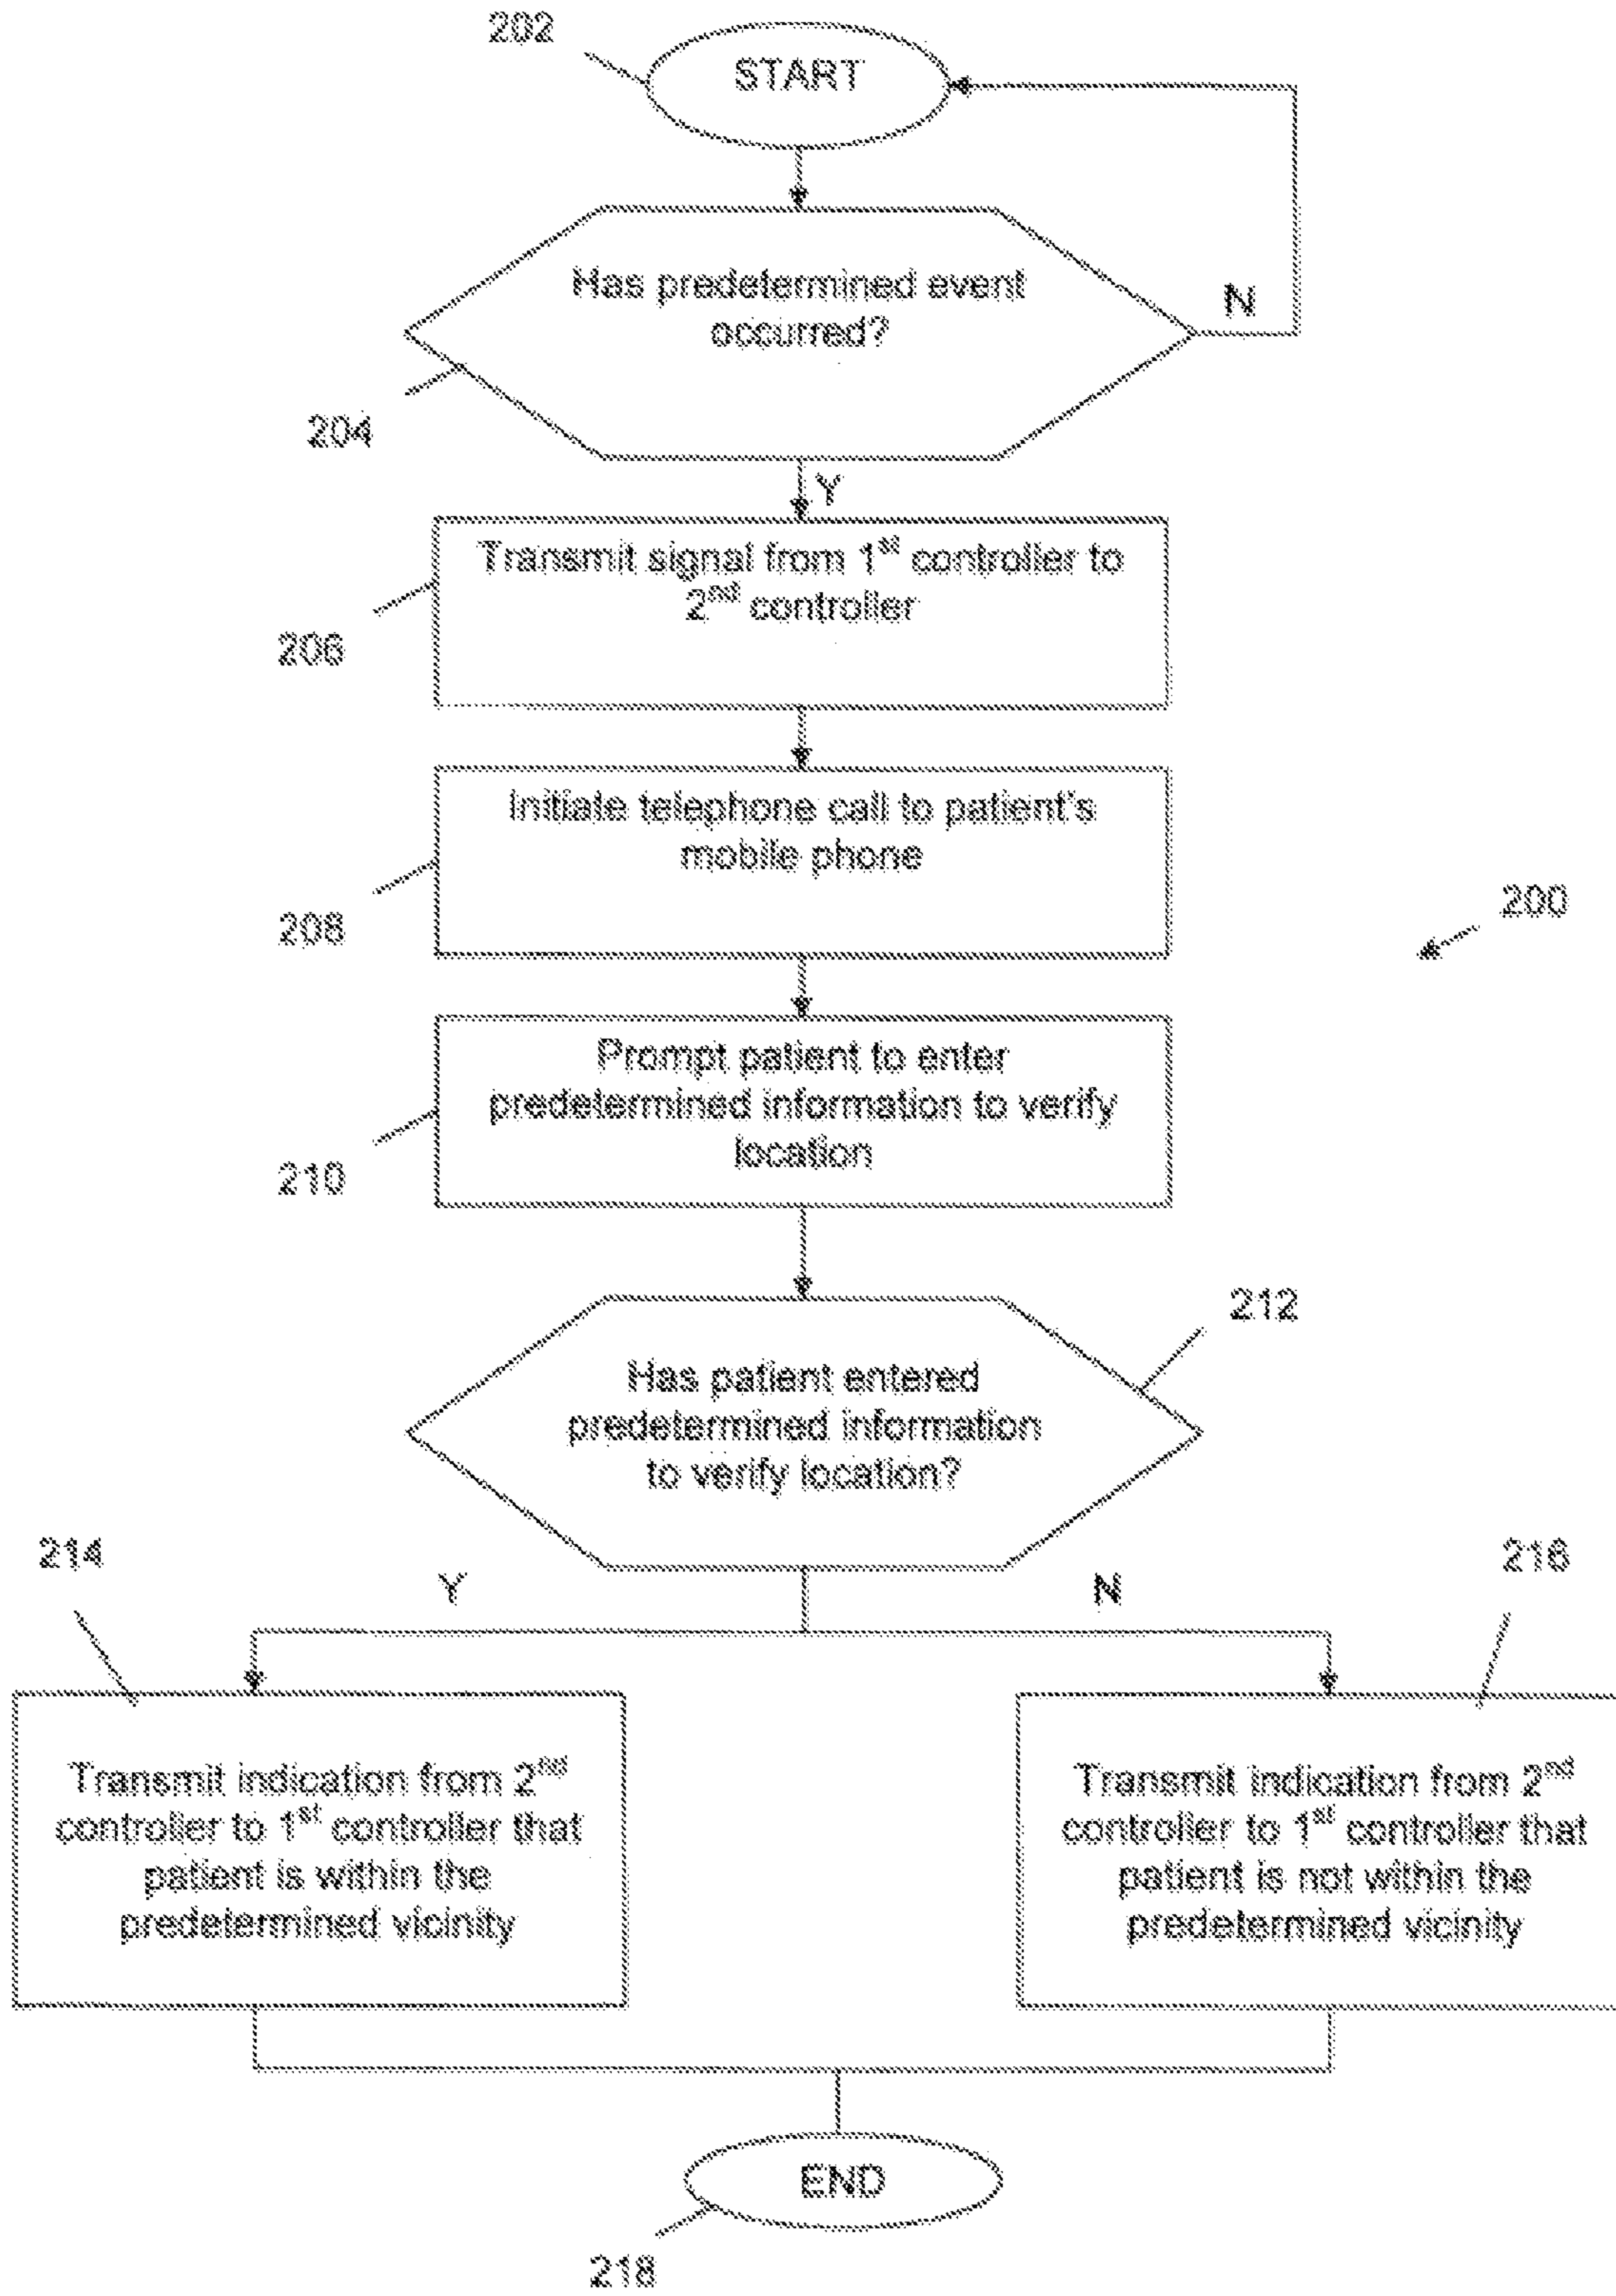 202
START
Has predetermined event
occurred?
N
204
Y
Transmit signal from 1st controller to
2nd controller
206
Initiate telephone call to patient's
mobile phone
208
200
Prompt patient to enter
predetermined information to verify
location
210
212
Has patient entered
predetermined information
to verify location?
214
Y
N
216
Transmit indication from 2nd
controller to 1st controller that
patient is within the
predetermined vicinity
Transmit indication from 2nd
controller to 1st controller that
patient is not within the
predetermined vicinity
END
218